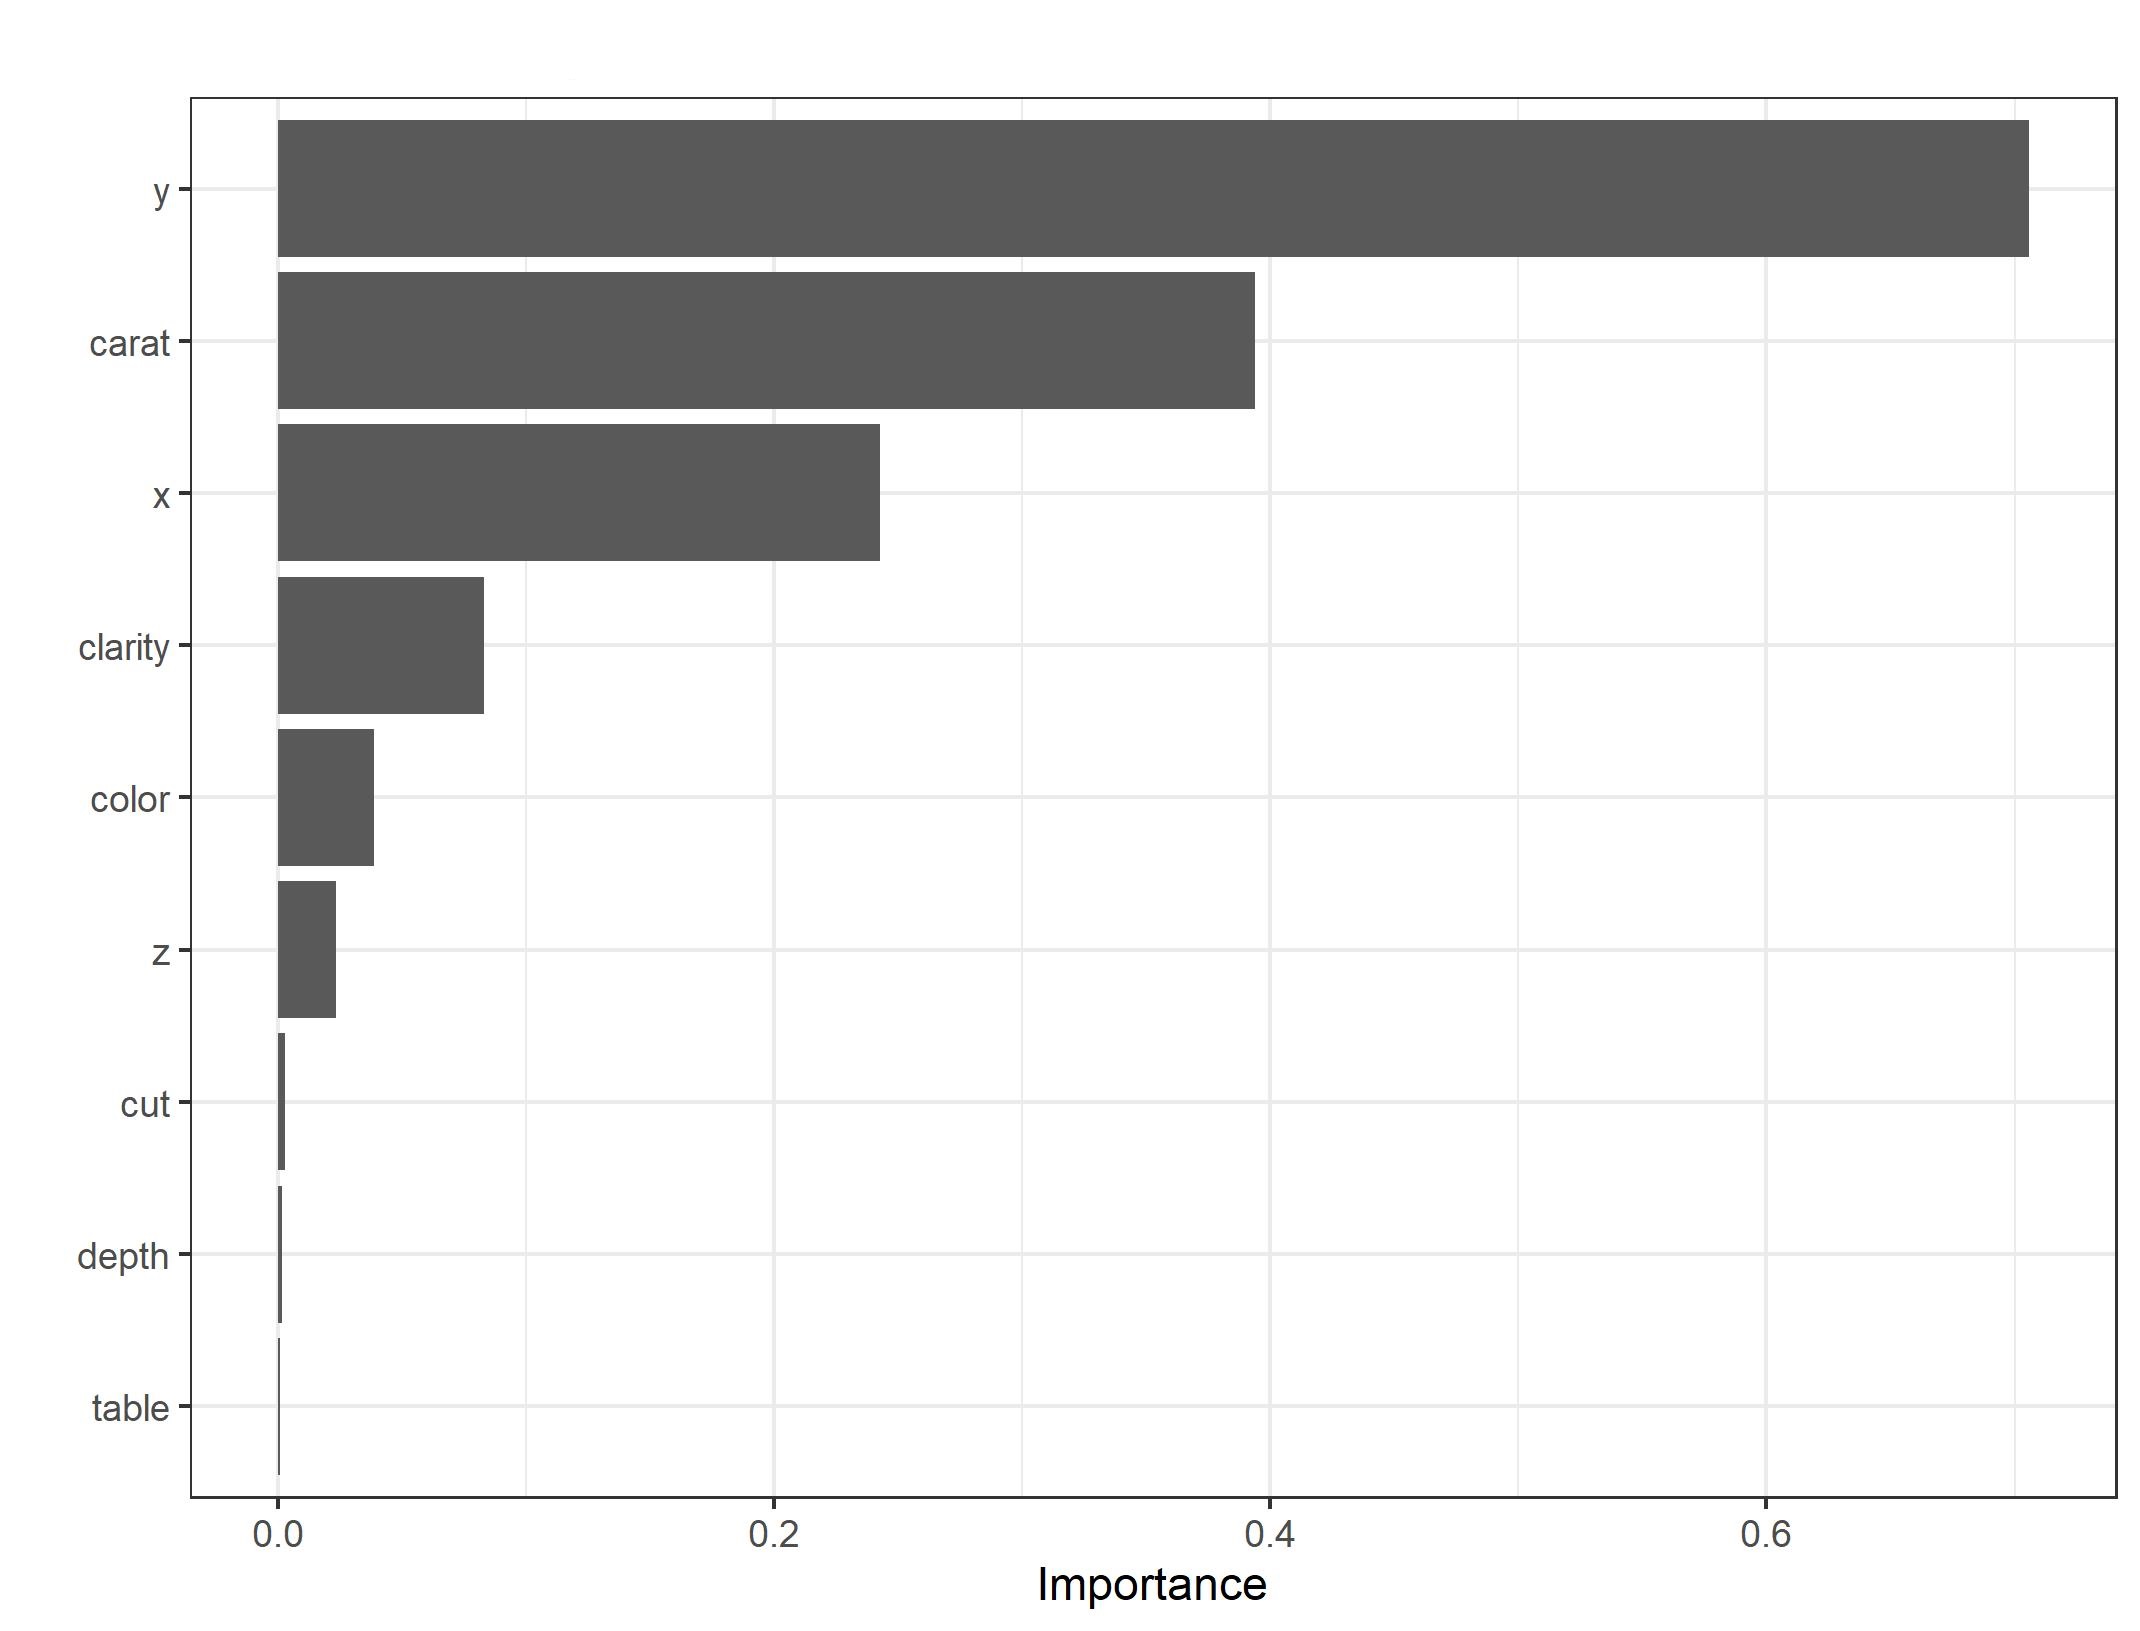 y
carat
x
clarity
color
z
cut
depth
table
0.0 0.2 0.4 0.6
Importance